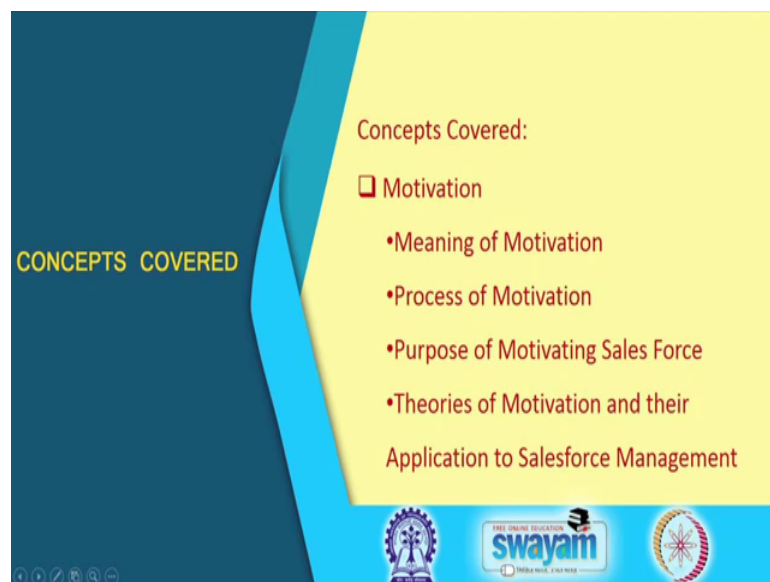 CONCEPTS COVERED
Concepts Covered:
❑ Motivation
•Meaning of Motivation
•Process of Motivation
•Purpose of Motivating Sales Force
•Theories of Motivation and their
Application to Salesforce Management
FREE ONLINE EDUCATION
swayam